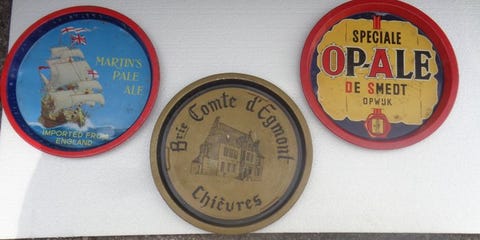 MARTIN'S
PALE
ALE
IMPORTED FROM
ENGLAND
Brie Comte d'Egmont
Chièvres
SPECIALE
OP-ALE
DE SMEDT
OPWIJK